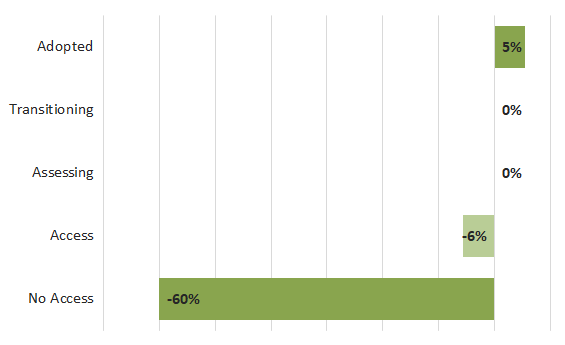 Adopted 5%
Transitioning 0%
Assessing 0%
Access -6%
No Access -60%